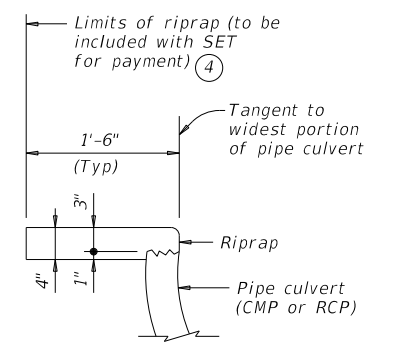 Limits of riprap (to be
included with SET
for payment) 4
Tangent to
widest portion
of pipe culvert
1'-6"
(Typ)
3"
Riprap
4"
1"
Pipe culvert
(CMP or RCP)